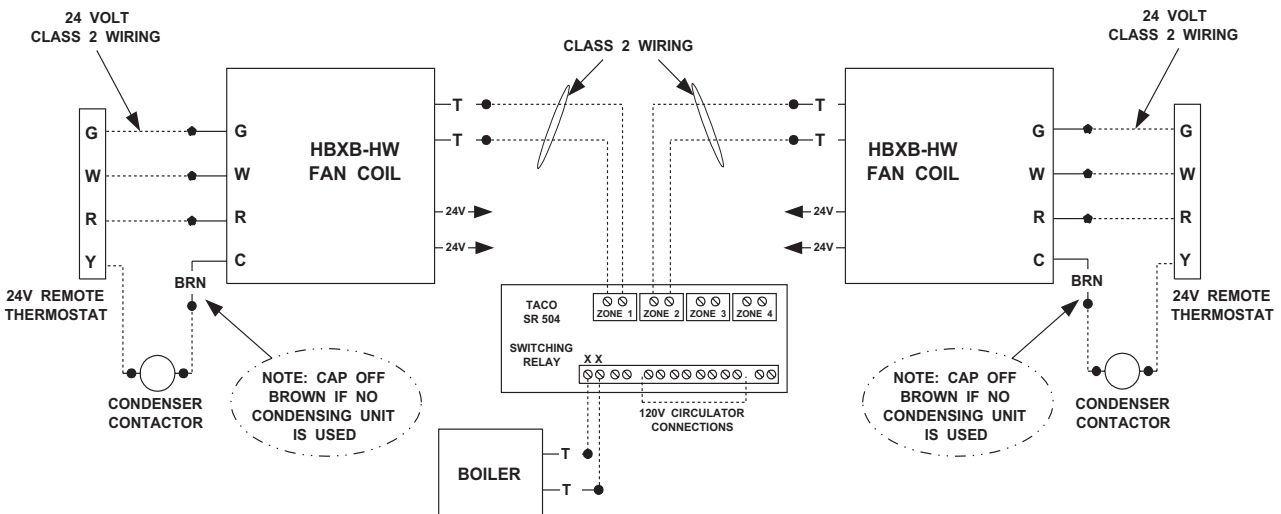 24 VOLT
CLASS 2 WIRING
CLASS 2 WIRING
24 VOLT
CLASS 2 WIRING
G
W
R
Y
24V REMOTE
THERMOSTAT
G
W
R
C
HBXB-HW
FAN COIL
T
T
24V
24V
BRN
CONDENSER
CONTACTOR
NOTE: CAP OFF
BROWN IF NO
CONDENSING UNIT
IS USED
TACO
SR 504
SWITCHING
RELAY
ZONE 1
ZONE 2
ZONE 3
ZONE 4
X X
120V CIRCULATOR
CONNECTIONS
BOILER
T
T
T
T
24V
24V
HBXB-HW
FAN COIL
G
W
R
C
BRN
G
W
R
Y
24V REMOTE
THERMOSTAT
NOTE: CAP OFF
BROWN IF NO
CONDENSING UNIT
IS USED
CONDENSER
CONTACTOR